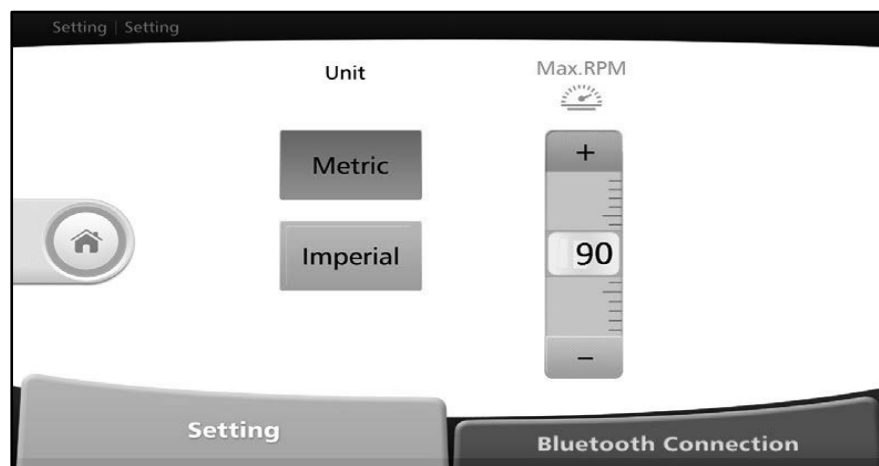 Setting | Setting
Unit
Max.RPM
Metric
Imperial
+
90
−
Setting
Bluetooth Connection